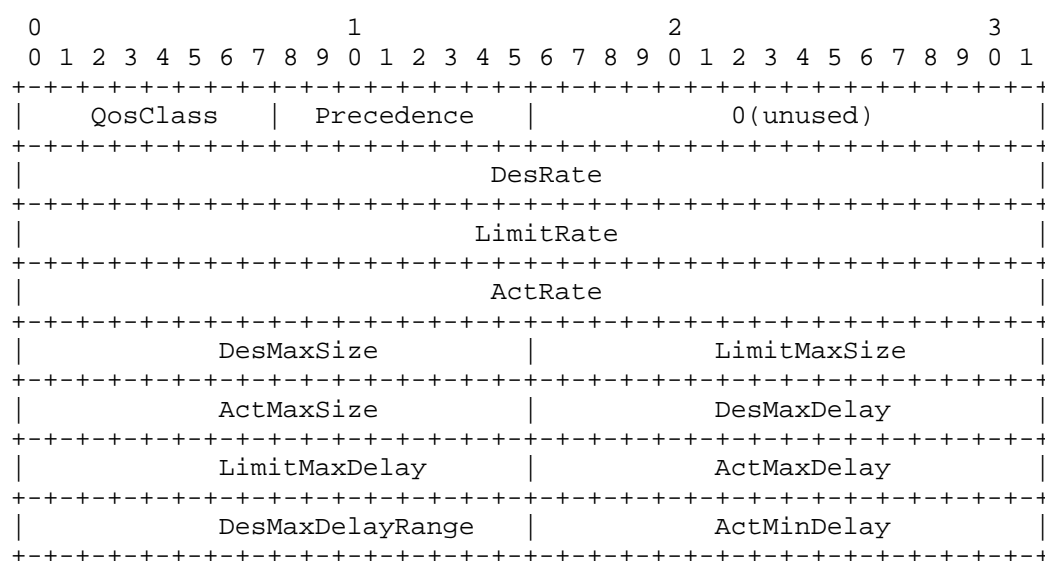 0                   1                   2                   3
 0 1 2 3 4 5 6 7 8 9 0 1 2 3 4 5 6 7 8 9 0 1 2 3 4 5 6 7 8 9 0 1
+-+-+-+-+-+-+-+-+-+-+-+-+-+-+-+-+-+-+-+-+-+-+-+-+-+-+-+-+-+-+-+-+
|    QosClass   |  Precedence   |            0(unused)          |
+-+-+-+-+-+-+-+-+-+-+-+-+-+-+-+-+-+-+-+-+-+-+-+-+-+-+-+-+-+-+-+-+
|                             DesRate                           |
+-+-+-+-+-+-+-+-+-+-+-+-+-+-+-+-+-+-+-+-+-+-+-+-+-+-+-+-+-+-+-+-+
|                            LimitRate                          |
+-+-+-+-+-+-+-+-+-+-+-+-+-+-+-+-+-+-+-+-+-+-+-+-+-+-+-+-+-+-+-+-+
|                             ActRate                           |
+-+-+-+-+-+-+-+-+-+-+-+-+-+-+-+-+-+-+-+-+-+-+-+-+-+-+-+-+-+-+-+-+
|            DesMaxSize         |           LimitMaxSize        |
+-+-+-+-+-+-+-+-+-+-+-+-+-+-+-+-+-+-+-+-+-+-+-+-+-+-+-+-+-+-+-+-+
|            ActMaxSize         |           DesMaxDelay         |
+-+-+-+-+-+-+-+-+-+-+-+-+-+-+-+-+-+-+-+-+-+-+-+-+-+-+-+-+-+-+-+-+
|            LimitMaxDelay      |           ActMaxDelay         |
+-+-+-+-+-+-+-+-+-+-+-+-+-+-+-+-+-+-+-+-+-+-+-+-+-+-+-+-+-+-+-+-+
|            DesMaxDelayRange   |           ActMinDelay         |
+-+-+-+-+-+-+-+-+-+-+-+-+-+-+-+-+-+-+-+-+-+-+-+-+-+-+-+-+-+-+-+-+